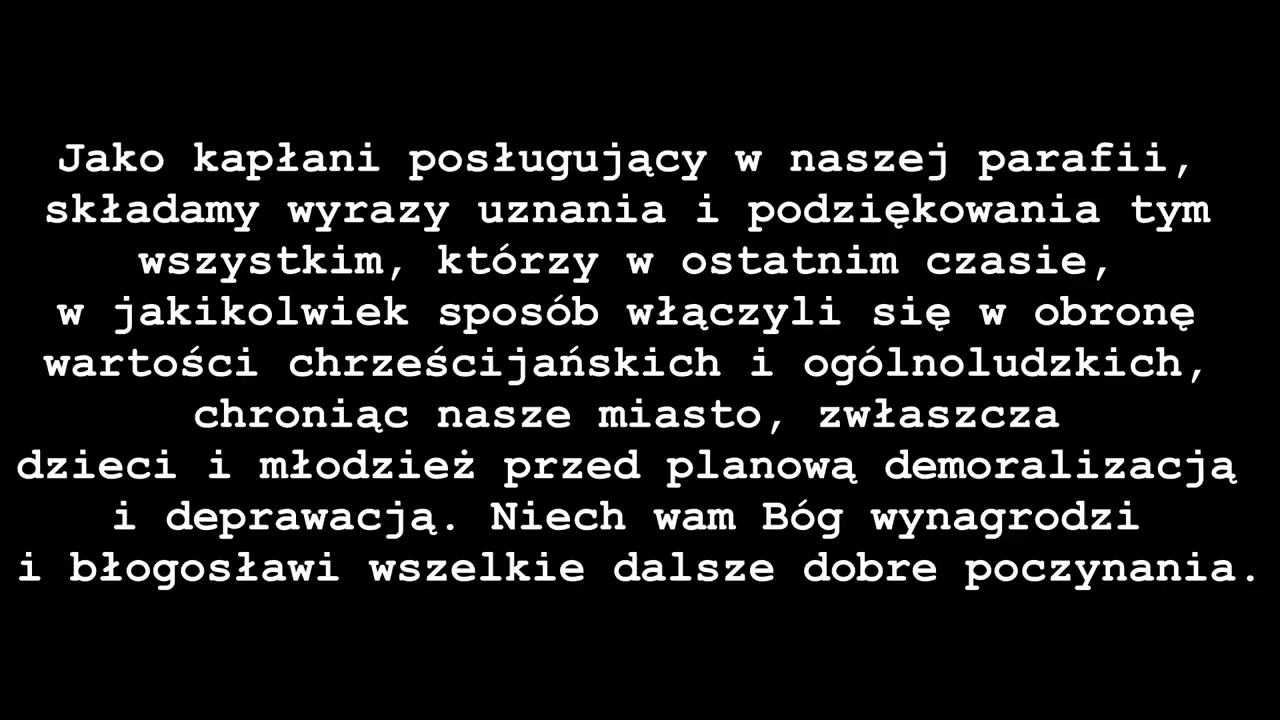 Jako kapłani posługujący w naszej parafii,
składamy wyrazy uznania i podziękowania tym
wszystkim, którzy w ostatnim czasie,
w jakikolwiek sposób włączyli się w obronę
wartości chrześcijańskich i ogólnoludzkich,
chroniąc nasze miasto, zwłaszcza
dzieci i młodzież przed planową demoralizacją
i deprawacją. Niech wam Bóg wynagrodzi
i błogosławi wszelkie dalsze dobre poczynania.